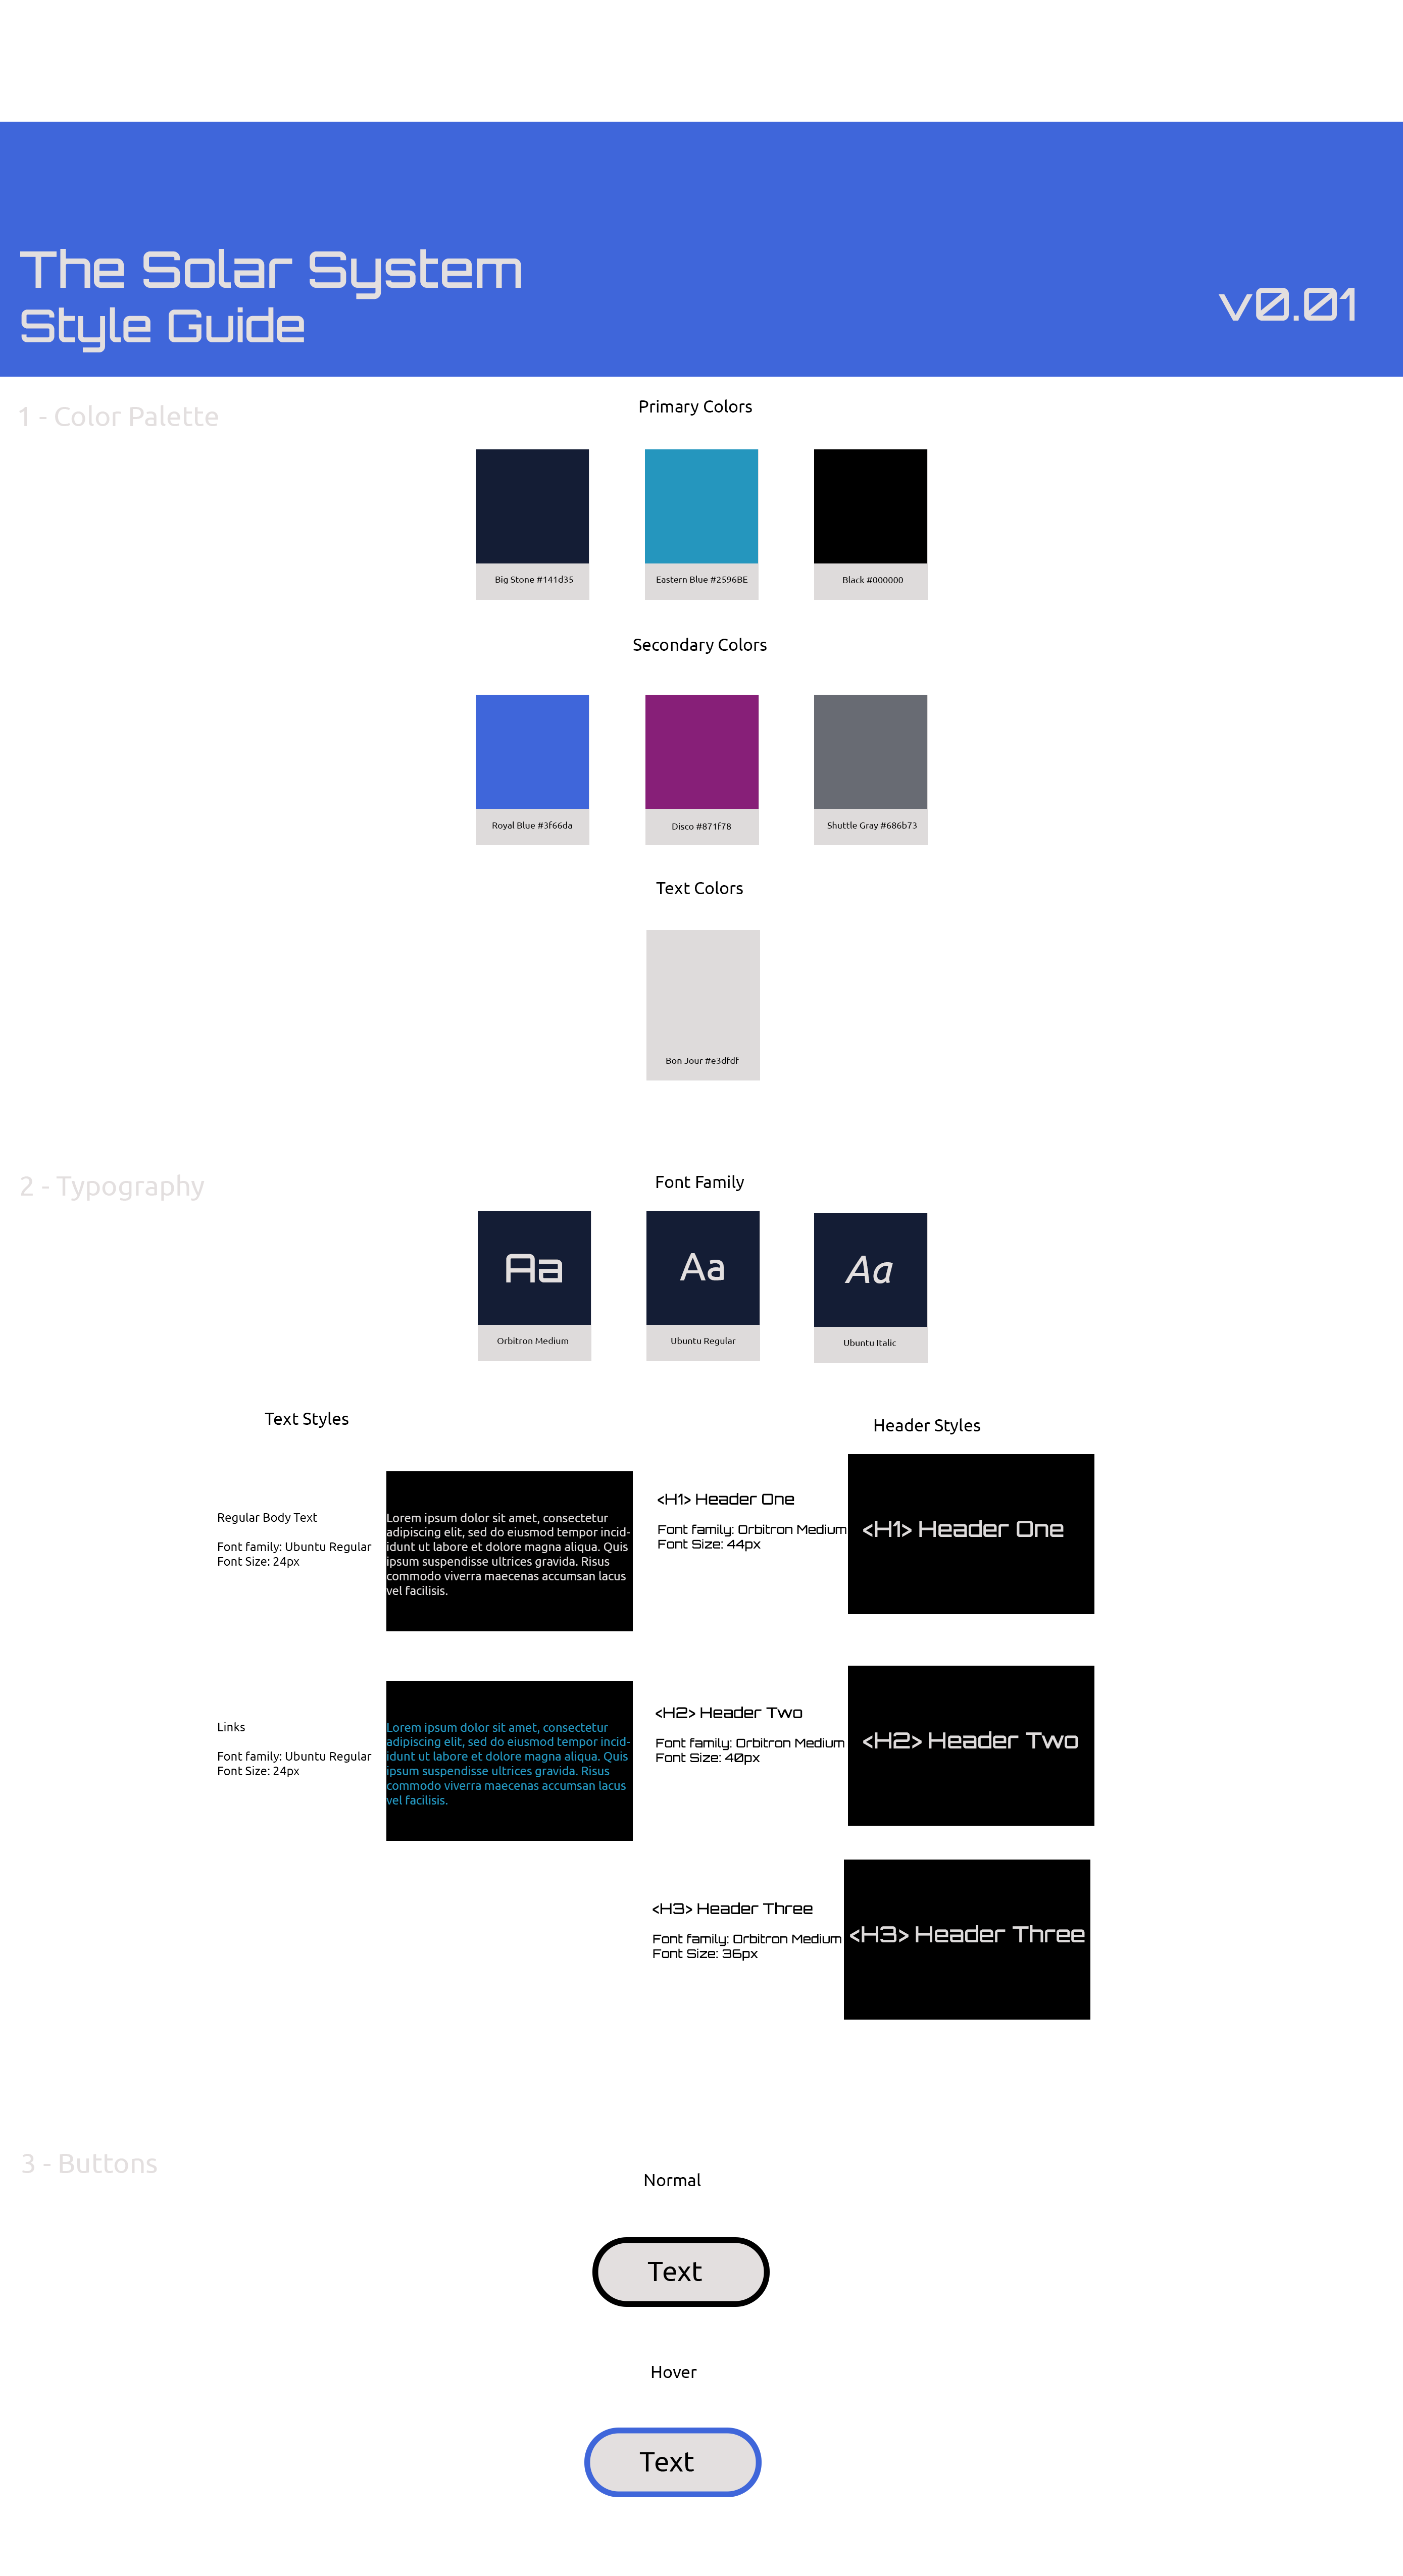 The Solar System
Style Guide
v0.01
1 - Color Palette
Primary Colors
Big Stone #141d35
Eastern Blue #2596BE
Black #000000
Secondary Colors
Royal Blue #3f66da
Disco #871f78
Shuttle Gray #686b73
Text Colors
Bon Jour #e3dfdf
2 - Typography
Font Family
Aa
Aa
Aa
Orbitron Medium
Ubuntu Regular
Ubuntu Italic
Text Styles
Regular Body Text
Font family: Ubuntu Regular
Font Size: 24px
Lorem ipsum dolor sit amet, consectetur
adipiscing elit, sed do eiusmod tempor incid-
idunt ut labore et dolore magna aliqua. Quis
ipsum suspendisse ultrices gravida. Risus
commodo viverra maecenas accumsan lacus
vel facilisis.
Links
Font family: Ubuntu Regular
Font Size: 24px
Lorem ipsum dolor sit amet, consectetur
adipiscing elit, sed do eiusmod tempor incid-
idunt ut labore et dolore magna aliqua. Quis
ipsum suspendisse ultrices gravida. Risus
commodo viverra maecenas accumsan lacus
vel facilisis.
Header Styles
<H1> Header One
Font family: Orbitron Medium
Font Size: 44px
<H1> Header One
<H2> Header Two
Font family: Orbitron Medium
Font Size: 40px
<H2> Header Two
<H3> Header Three
Font family: Orbitron Medium
Font Size: 36px
<H3> Header Three
3 - Buttons
Normal
Text
Hover
Text